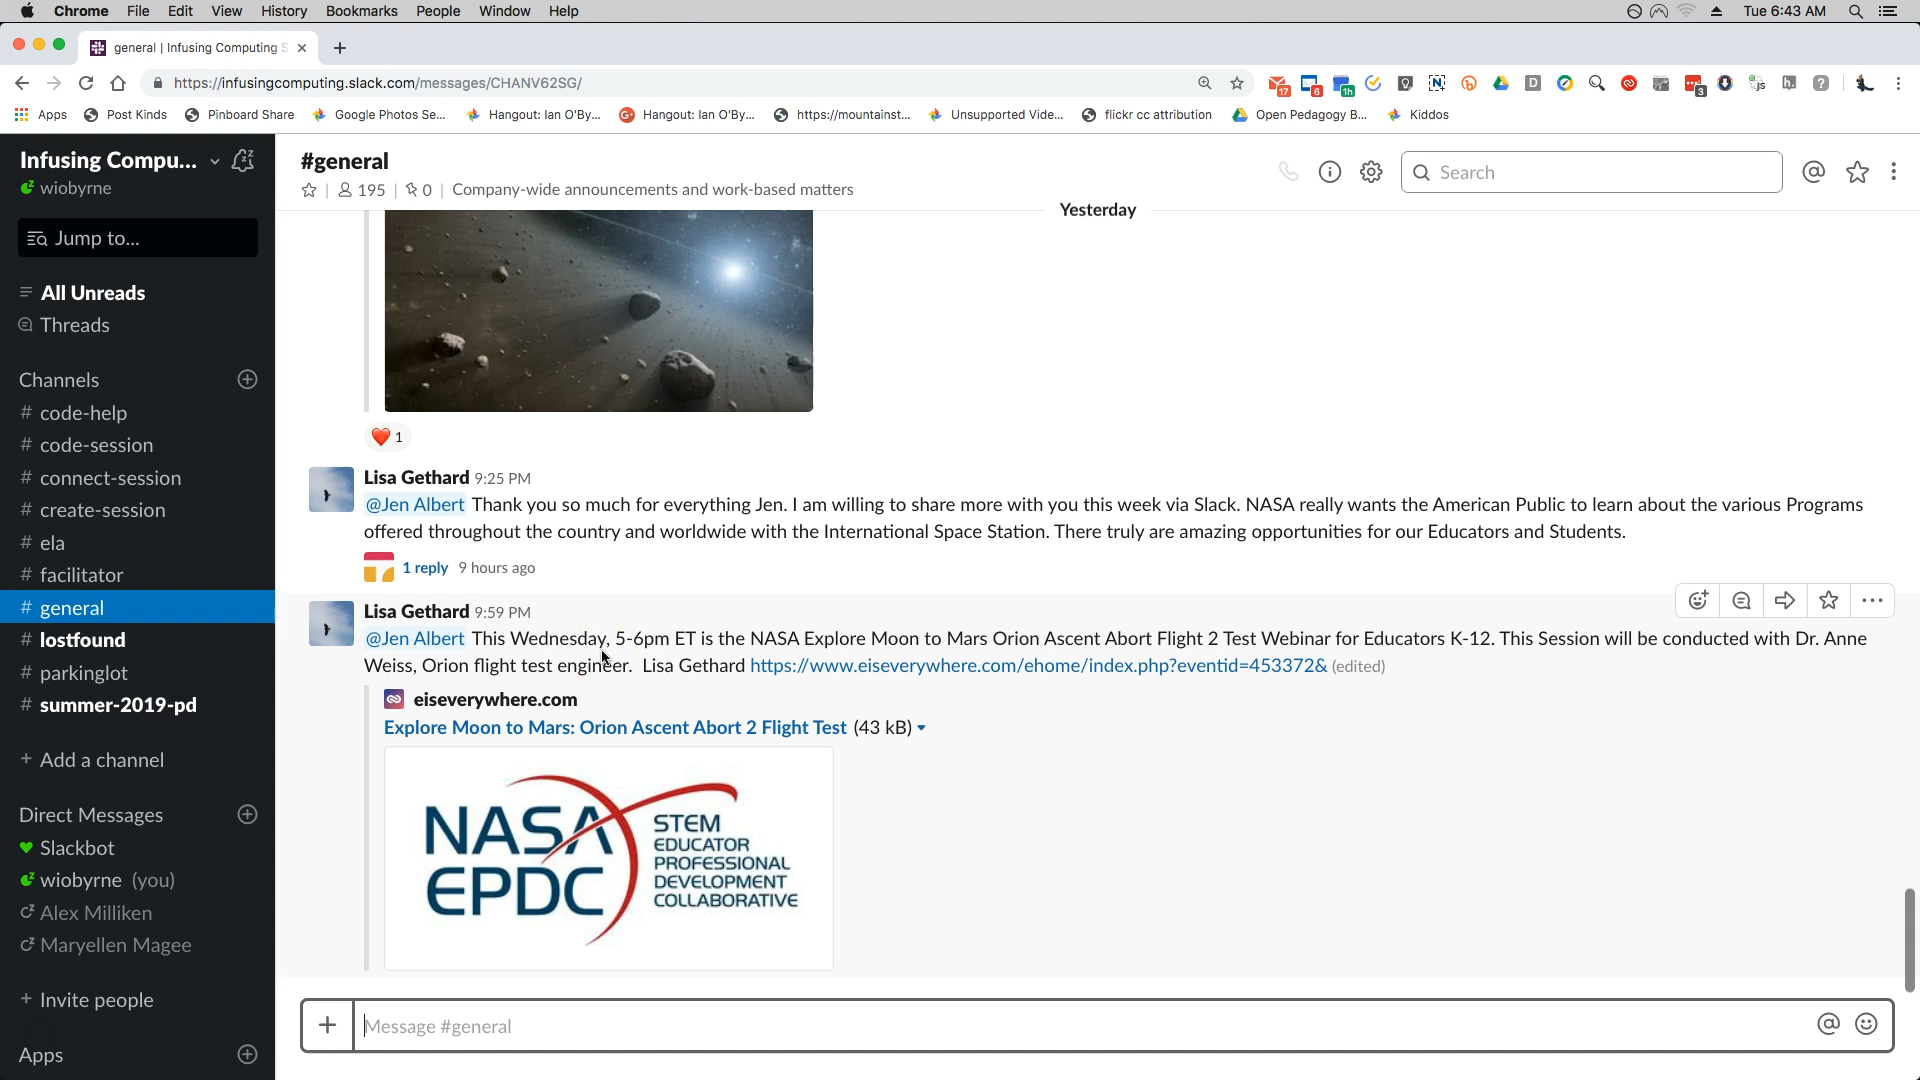 Chrome File Edit View History Bookmarks People Window Help Tue 6:43 AM
general | Infusing Computing S
https://infusingcomputing.slack.com/messages/CHANV62SG/
17 6 1h N D 3 js h. ?
Apps Post Kinds Pinboard Share Google Photos Se... Hangout: Ian O'By... Hangout: Ian O'By... https://mountainst... Unsupported Vide... flickr cc attribution Open Pedagogy B... Kiddos
Infusing Compu...
wiobyrne
Jump to...
All Unreads
Threads
Channels
# code-help
# code-session
# connect-session
# create-session
# ela
# facilitator
# general
# lostfound
# parkinglot
# summer-2019-pd
+ Add a channel
Direct Messages
Slackbot
wiobyrne (you)
Alex Milliken
Maryellen Magee
+ Invite people
Apps
#general
195 | 0 | Company-wide announcements and work-based matters
Search
Yesterday
1
Lisa Gethard 9:25 PM
@Jen Albert Thank you so much for everything Jen. I am willing to share more with you this week via Slack. NASA really wants the American Public to learn about the various Programs
offered throughout the country and worldwide with the International Space Station. There truly are amazing opportunities for our Educators and Students.
1 reply 9 hours ago
Lisa Gethard 9:59 PM
@Jen Albert This Wednesday, 5-6pm ET is the NASA Explore Moon to Mars Orion Ascent Abort Flight 2 Test Webinar for Educators K-12. This Session will be conducted with Dr. Anne
Weiss, Orion flight test engineer. Lisa Gethard https://www.eiseverywhere.com/ehome/index.php?eventid=453372& (edited)
eiseverywhere.com
Explore Moon to Mars: Orion Ascent Abort 2 Flight Test (43 kB)
NASA
EPDC
STEM
EDUCATOR
PROFESSIONAL
DEVELOPMENT
COLLABORATIVE
Message #general